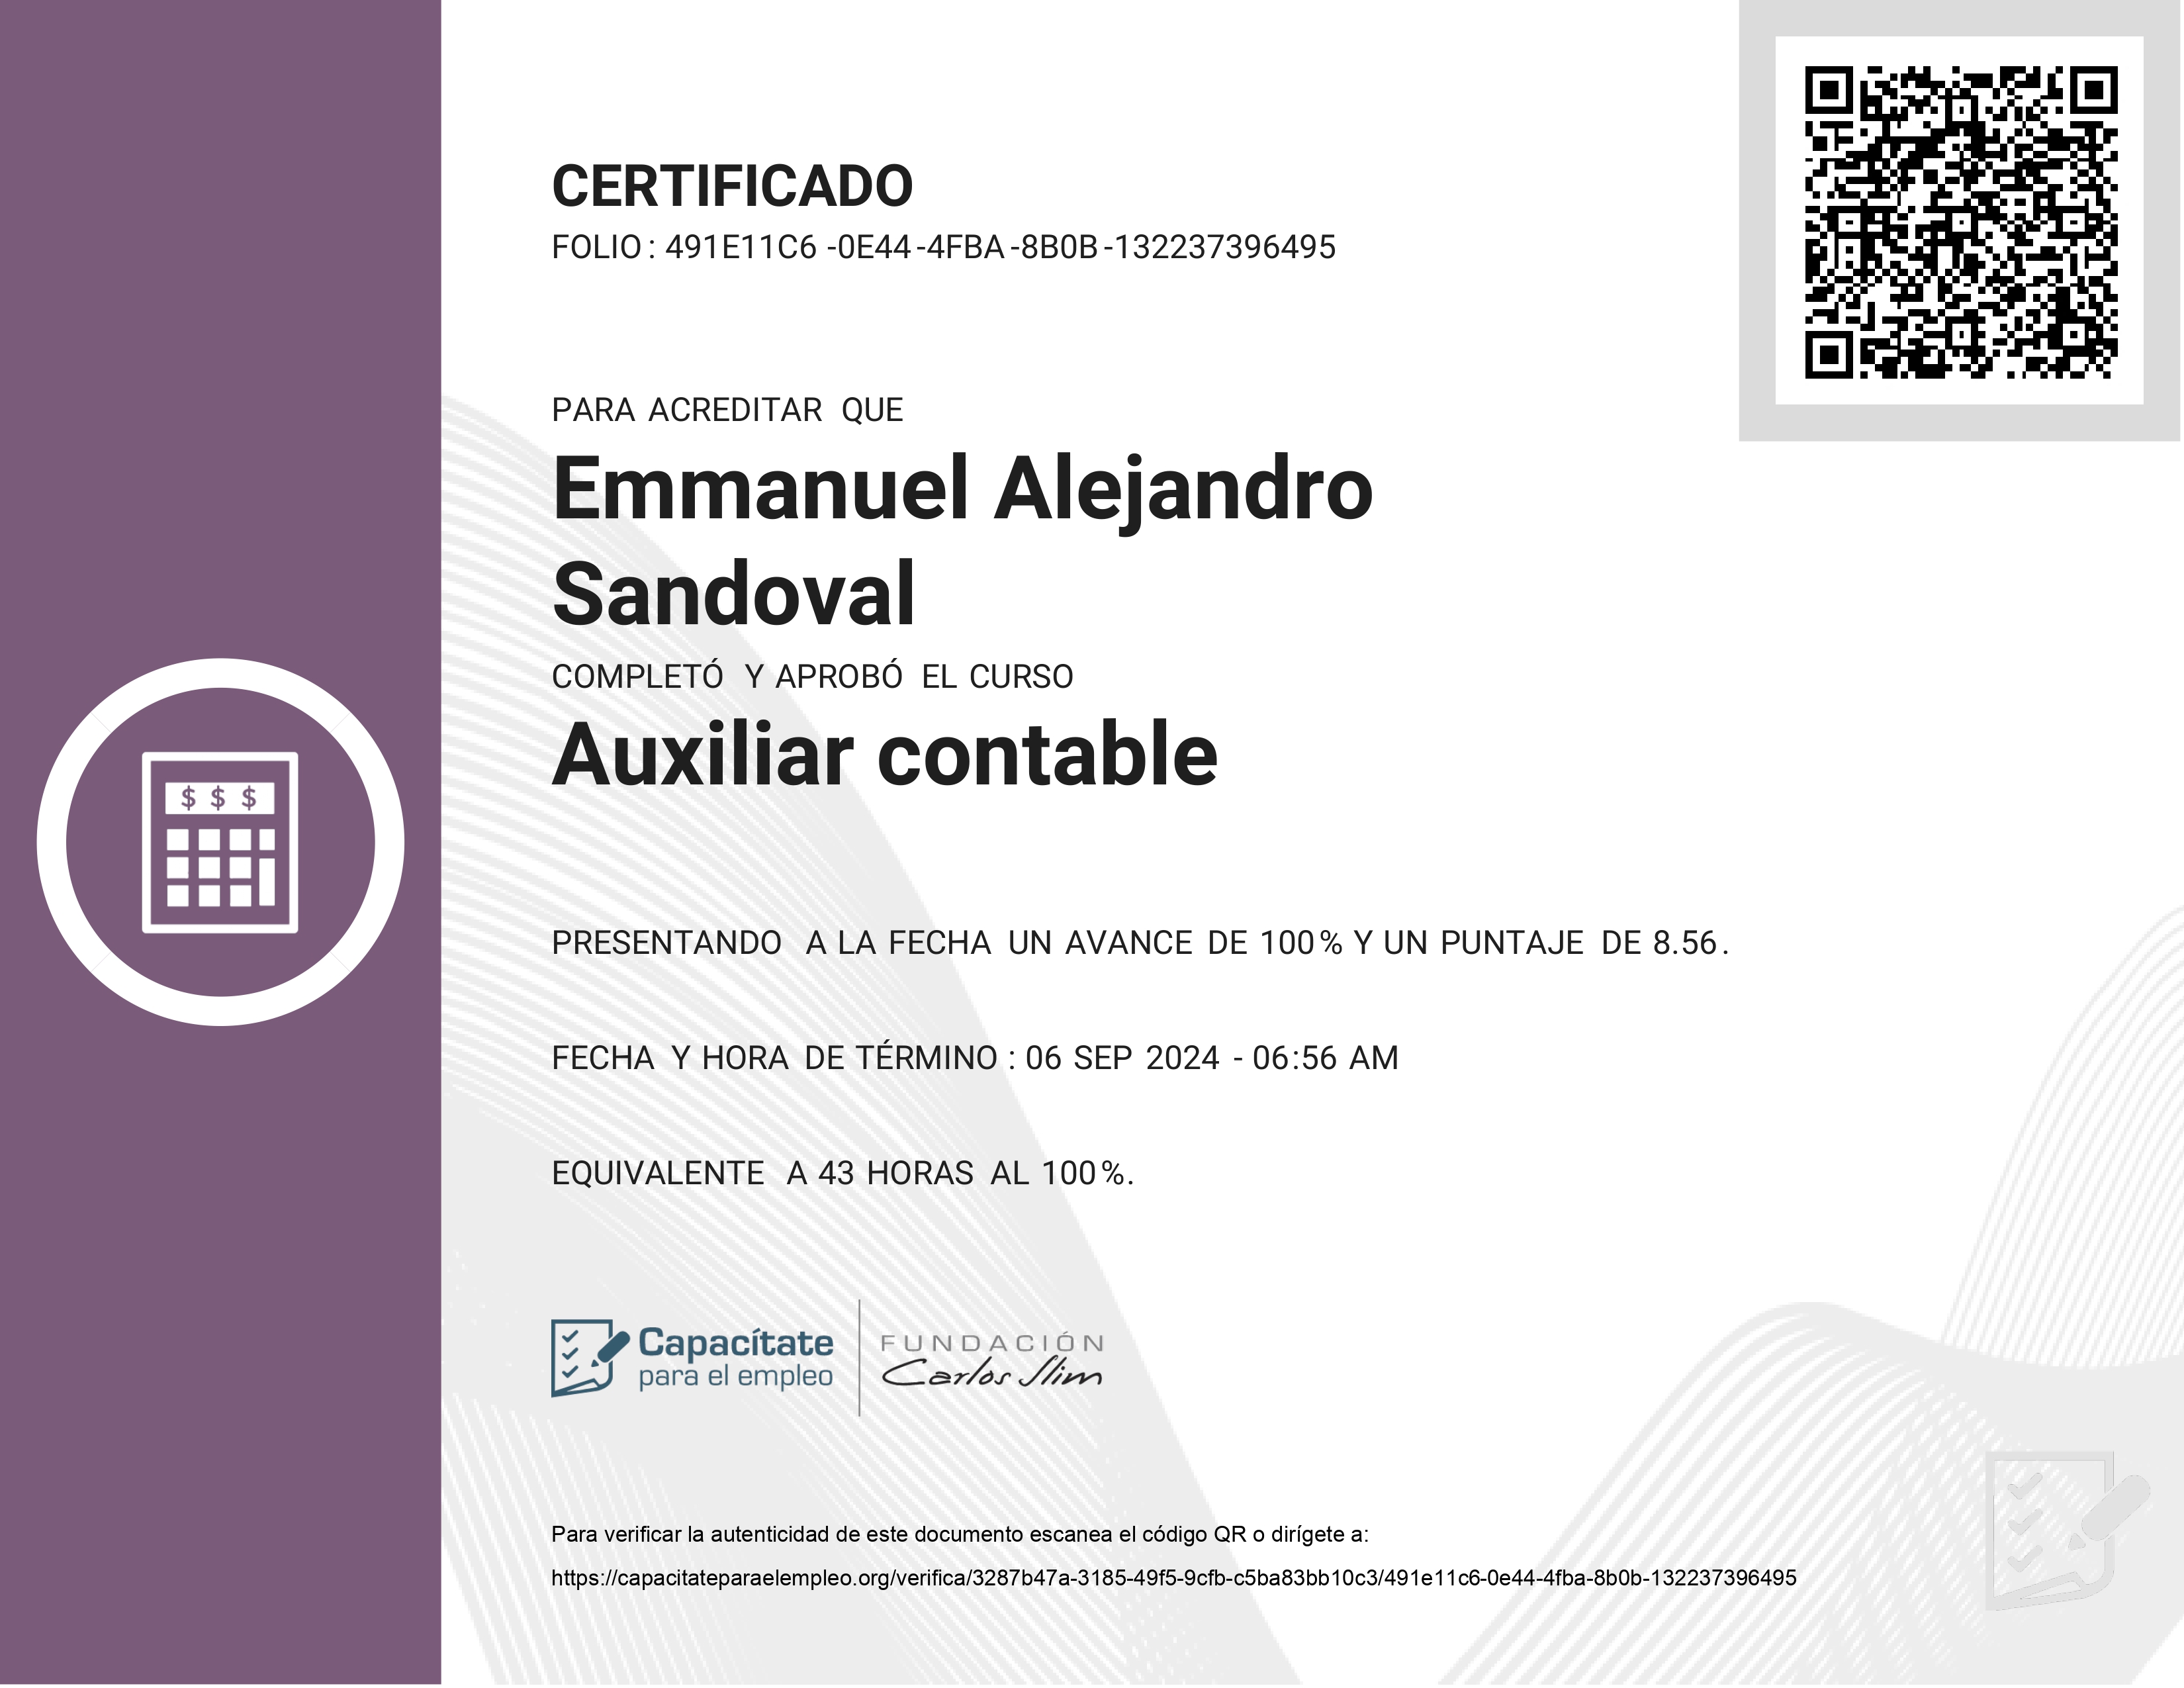 CERTIFICADO
FOLIO: 491E11C6-0E44-4FBA-8B0B-132237396495
PARA ACREDITAR QUE
Emmanuel Alejandro
Sandoval
COMPLETÓ Y APROBÓ EL CURSO
Auxiliar contable
$ $ $
PRESENTANDO A LA FECHA UN AVANCE DE 100% Y UN PUNTAJE DE 8.56.
FECHA Y HORA DE TÉRMINO: 06 SEP 2024 - 06:56 AM
EQUIVALENTE A 43 HORAS AL 100%.
Capacítate
para el empleo
FUNDACIÓN
Carlos Slim
Para verificar la autenticidad de este documento escanea el código QR o dirígete a:
https://capacitateparaelempleo.org/verifica/3287b47a-3185-49f5-9cfb-c5ba83bb10c3/491e11c6-0e44-4fba-8b0b-132237396495